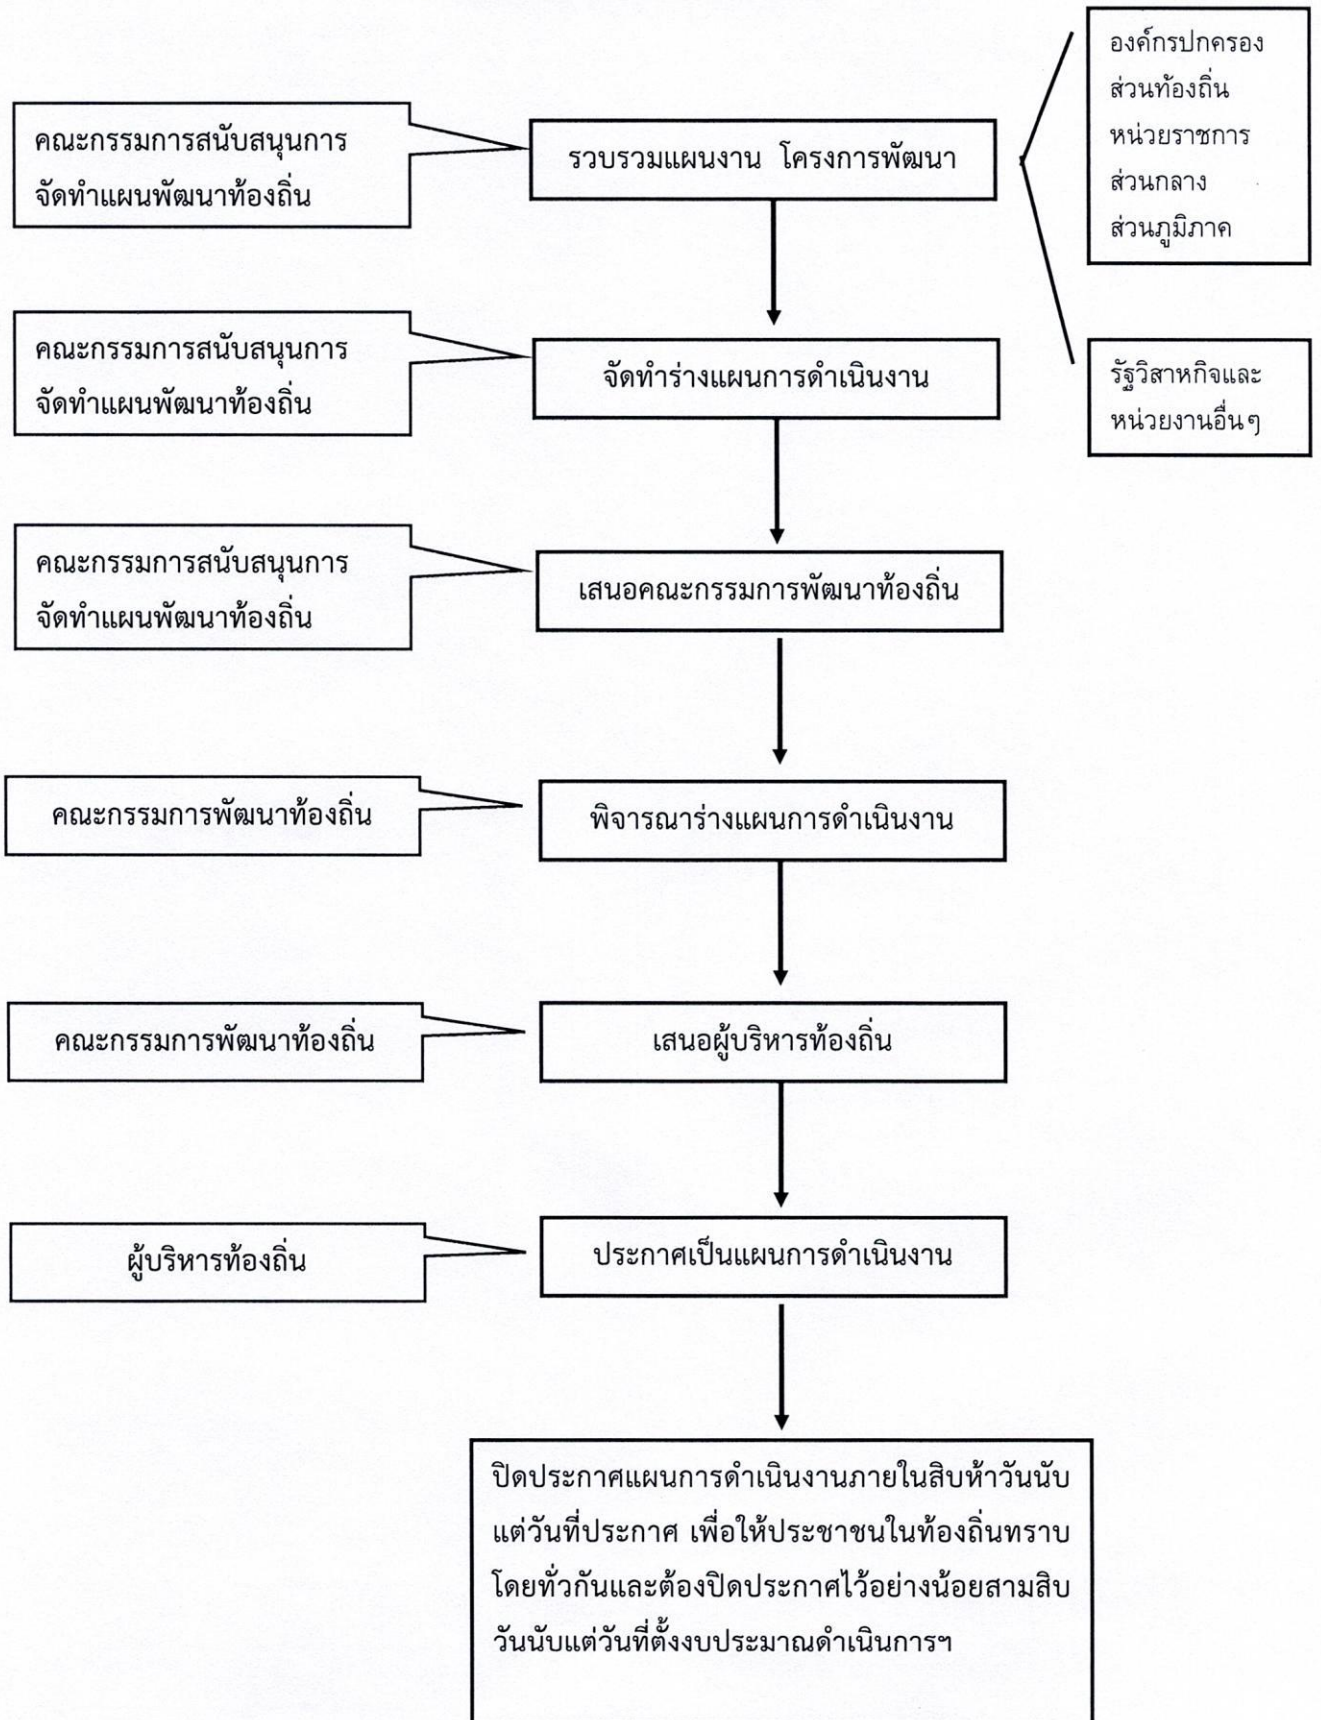 องค์กรปกครอง
ส่วนท้องถิ่น
หน่วยราชการ
ส่วนกลาง
ส่วนภูมิภาค
คณะกรรมการสนับสนุนการ
จัดทำแผนพัฒนาท้องถิ่น
รวบรวมแผนงาน โครงการพัฒนา
คณะกรรมการสนับสนุนการ
จัดทำแผนพัฒนาท้องถิ่น
จัดทำร่างแผนการดำเนินงาน
รัฐวิสาหกิจและ
หน่วยงานอื่นๆ
คณะกรรมการสนับสนุนการ
จัดทำแผนพัฒนาท้องถิ่น
เสนอคณะกรรมการพัฒนาท้องถิ่น
คณะกรรมการพัฒนาท้องถิ่น
พิจารณาร่างแผนการดำเนินงาน
คณะกรรมการพัฒนาท้องถิ่น
เสนอผู้บริหารท้องถิ่น
ผู้บริหารท้องถิ่น
ประกาศเป็นแผนการดำเนินงาน
ปิดประกาศแผนการดำเนินงานภายในสิบห้าวันนับ
แต่วันที่ประกาศ เพื่อให้ประชาชนในท้องถิ่นทราบ
โดยทั่วกันและต้องปิดประกาศไว้อย่างน้อยสามสิบ
วันนับแต่วันที่ตั้งงบประมาณดำเนินการฯ